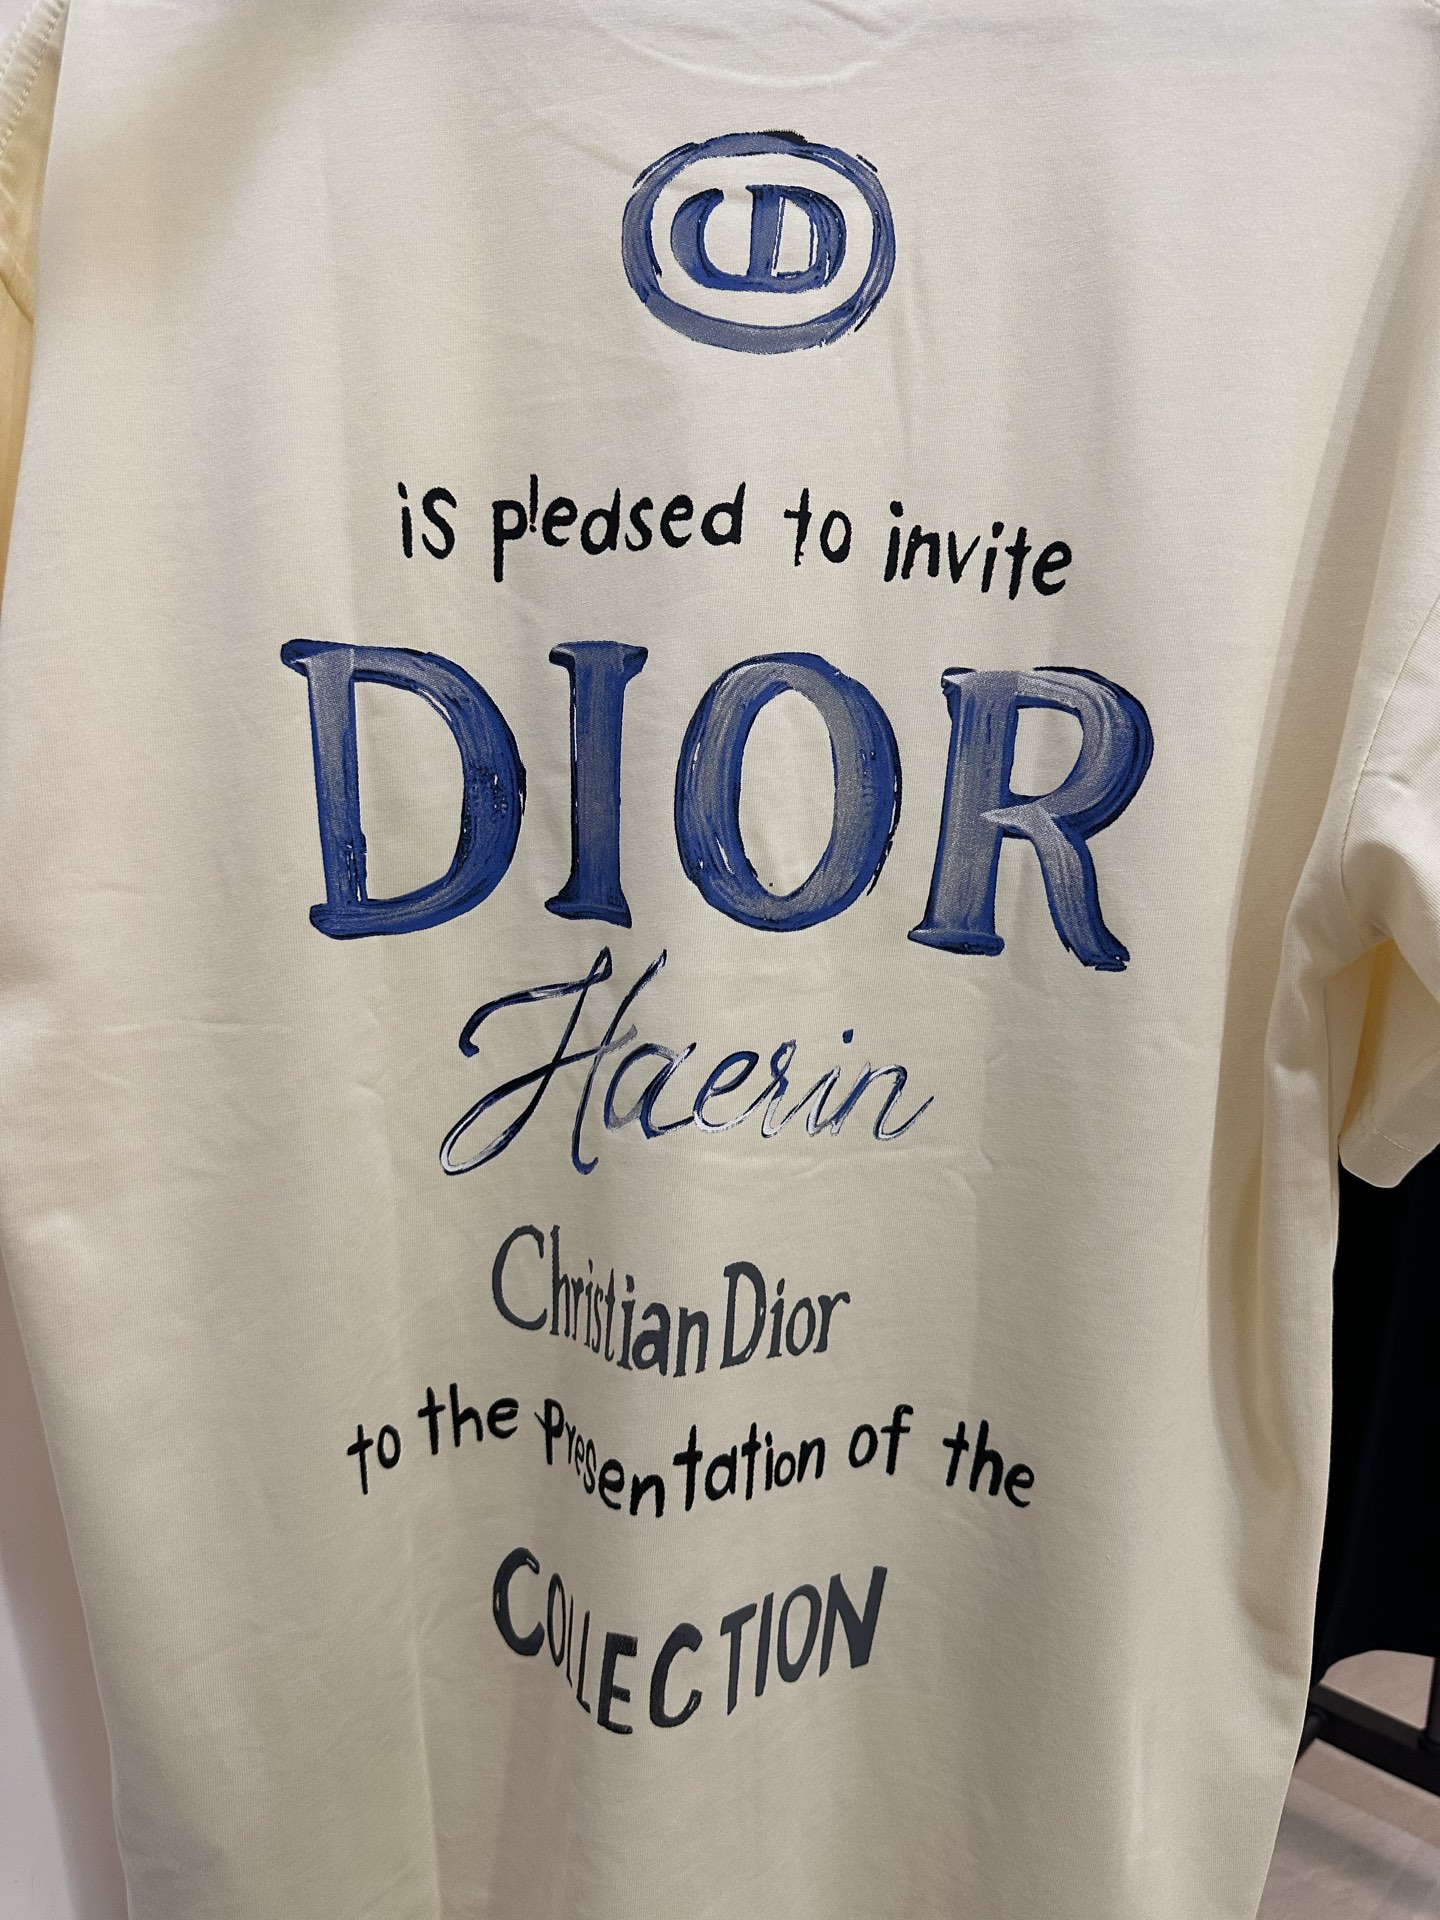 CD
is pledsed to invite
DIOR
Haerin
Christian Dior
to the Presentation of the
COLLECTION